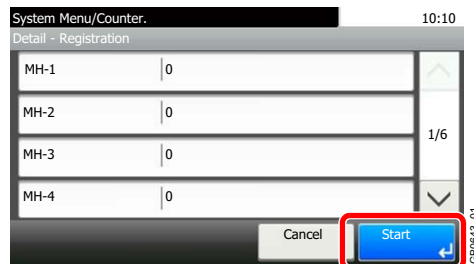 System Menu/Counter. 10:10
Detail - Registration
MH-1 0
MH-2 0
1/6
MH-3 0
MH-4 0
Cancel Start
GB0643_01